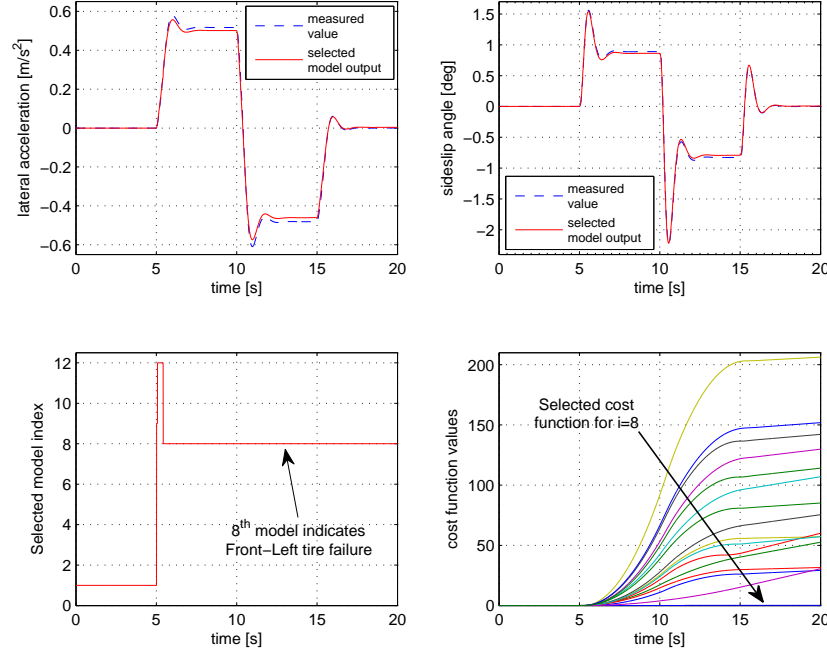 0.6
0.4
0.2
0
−0.2
−0.4
−0.6
lateral acceleration [m/s²]
measured
value
selected
model output
0 5 10 15 20
time [s]
1.5
1
0.5
0
−0.5
−1
−1.5
−2
sideslip angle [deg]
measured
value
selected
model output
0 5 10 15 20
time [s]
12
10
8
6
4
2
0
Selected model index
8th model indicates
Front−Left tire failure
0 5 10 15 20
time [s]
200
150
100
50
0
cost function values
Selected cost
function for i=8
0 5 10 15 20
time [s]